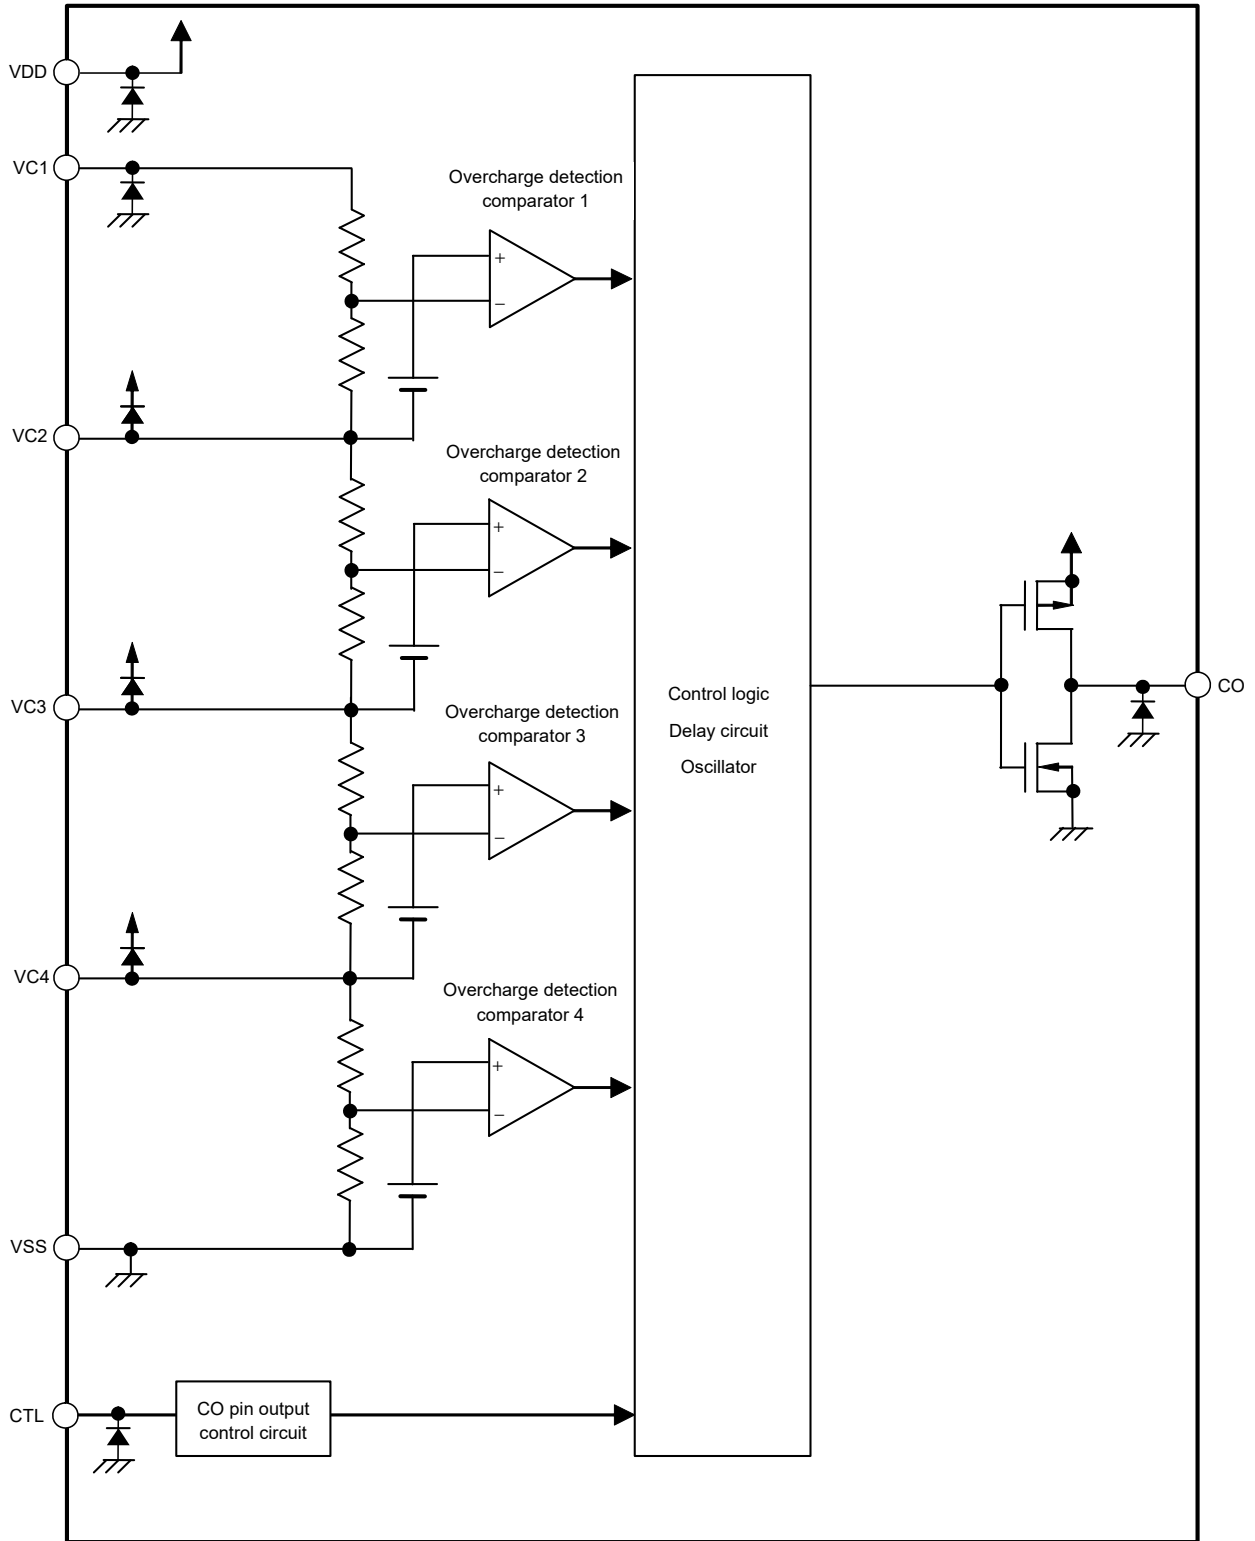 VDD
VC1
Overcharge detection
comparator 1
+
−
VC2
Overcharge detection
comparator 2
+
−
VC3
Overcharge detection
comparator 3
+
−
Control logic
Delay circuit
Oscillator
CO
VC4
Overcharge detection
comparator 4
+
−
VSS
CTL
CO pin output
control circuit